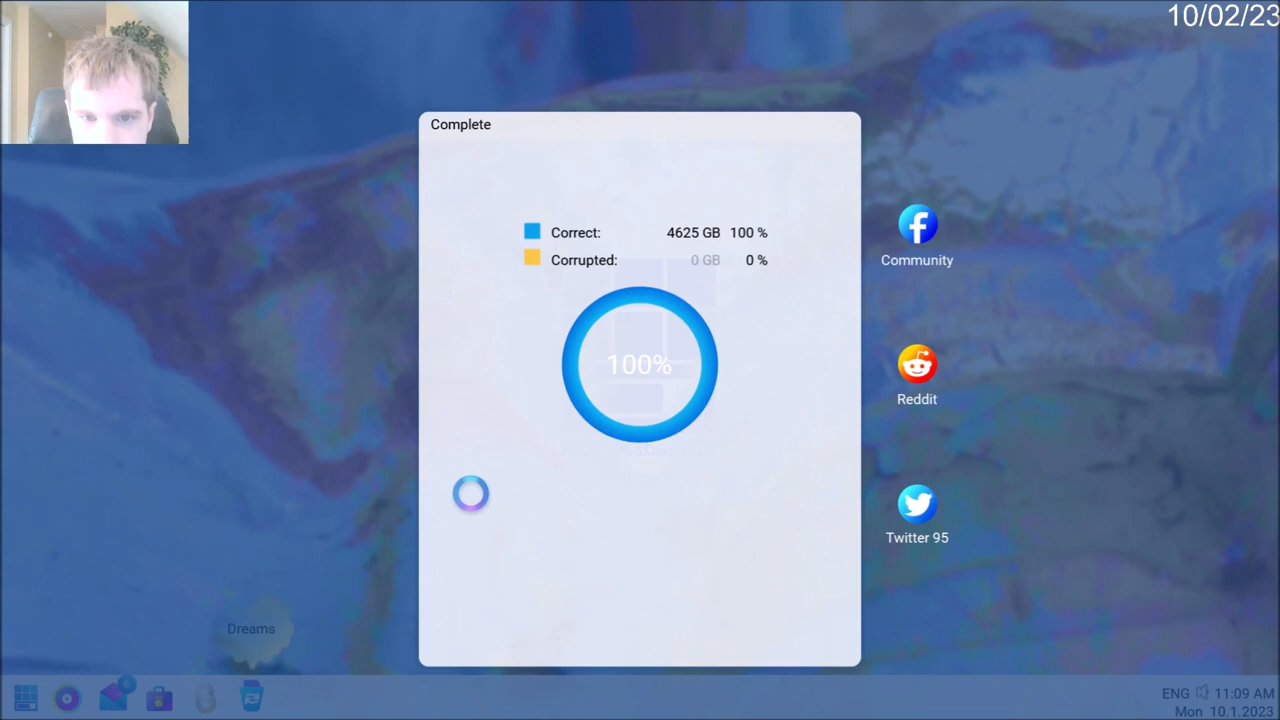 10/02/23
Complete
Correct: 4625 GB 100 %
Corrupted: 0 GB 0 %
100%
Community
Reddit
Twitter 95
Dreams
ENG 11:09 AM
Mon 10.1.2023